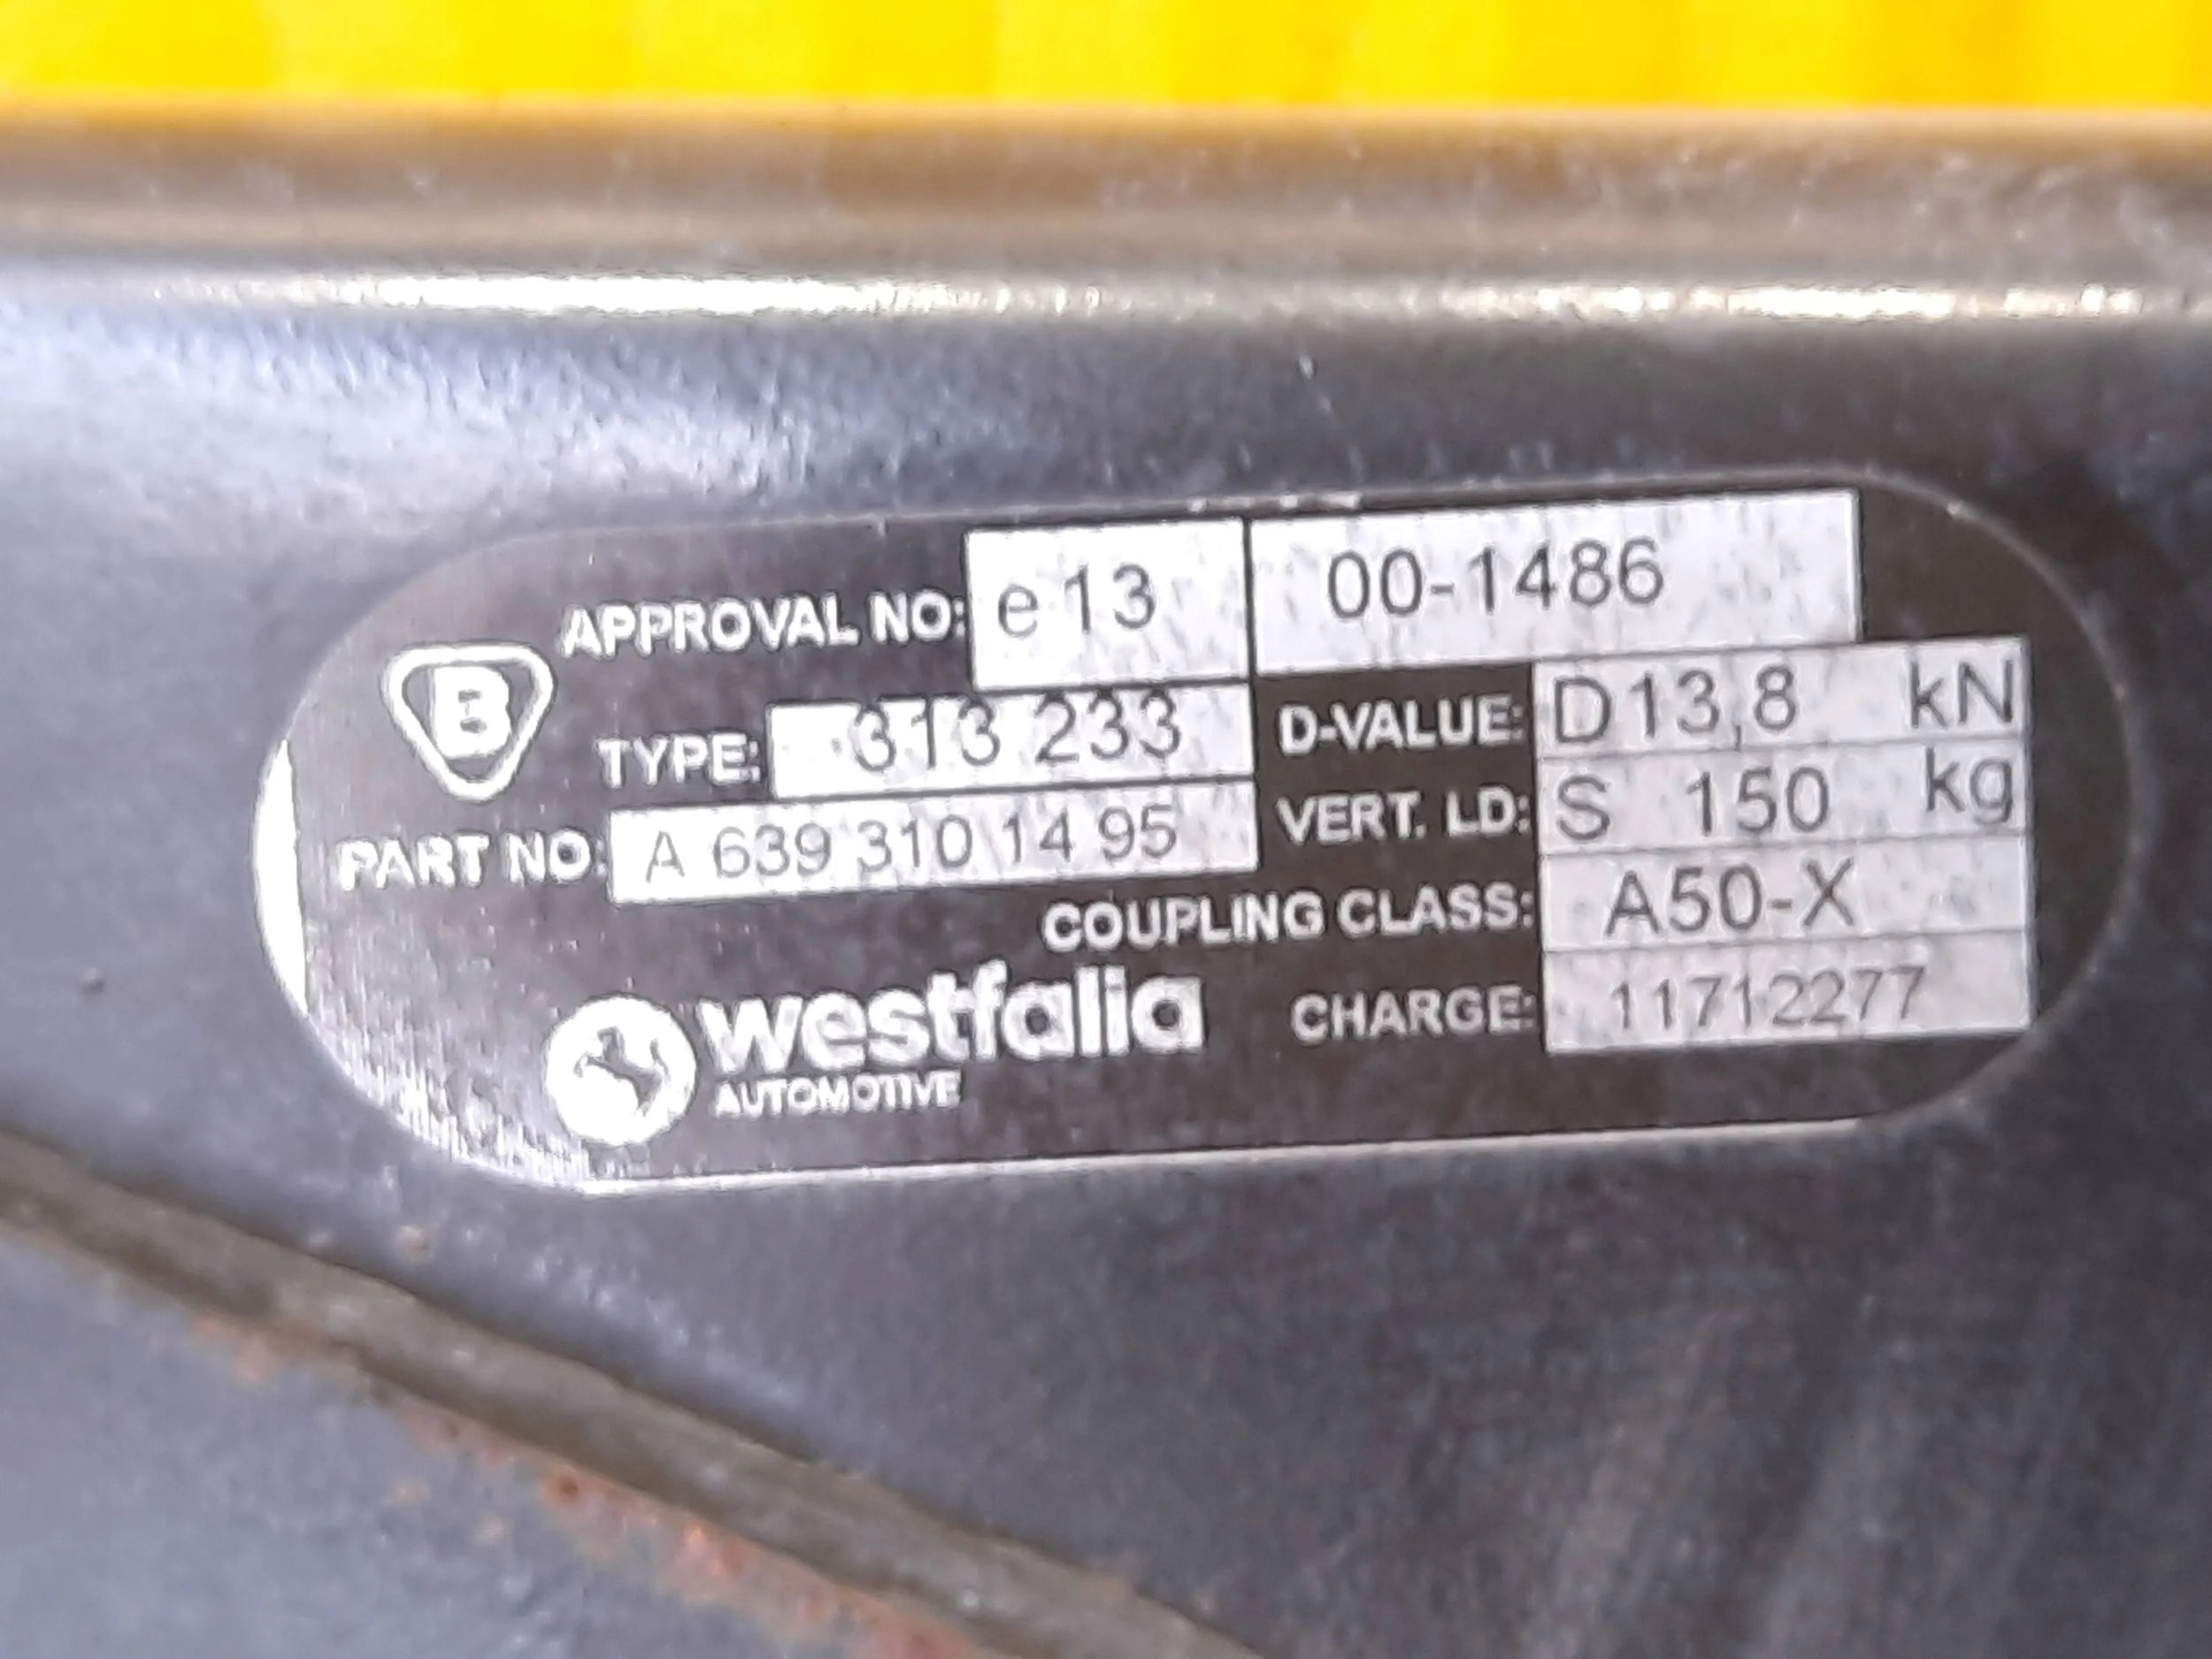 APPROVAL NO: e 13 00-1486
B
TYPE: 313 233
D-VALUE: D 13,8 kN
PART NO: A 639 310 14 95
VERT. LD: S 150 kg
COUPLING CLASS: A50-X
westfalia
AUTOMOTIVE
CHARGE: 11712277